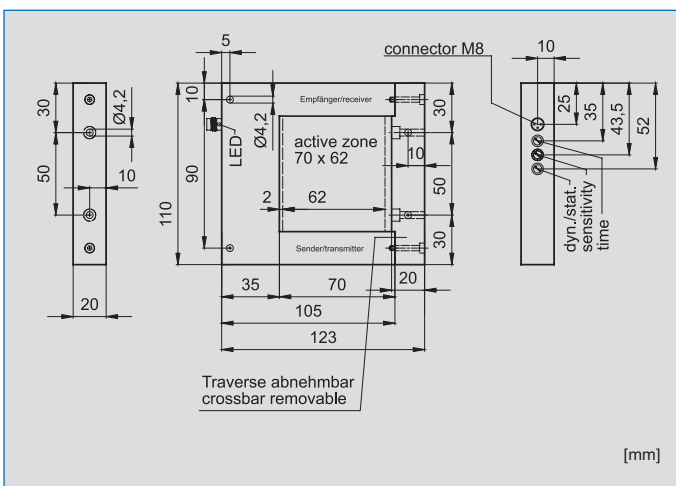 5
connector M8
10
30
Ø4,2
10
50
20
10
90
110
Empfänger/receiver
Ø4,2
LED
active zone
70 x 62
2
62
Sender/transmitter
30
10
50
30
20
35
70
105
123
Traverse abnehmbar
crossbar removable
25
35
43,5
52
dyn./stat.
sensitivity
time
[mm]